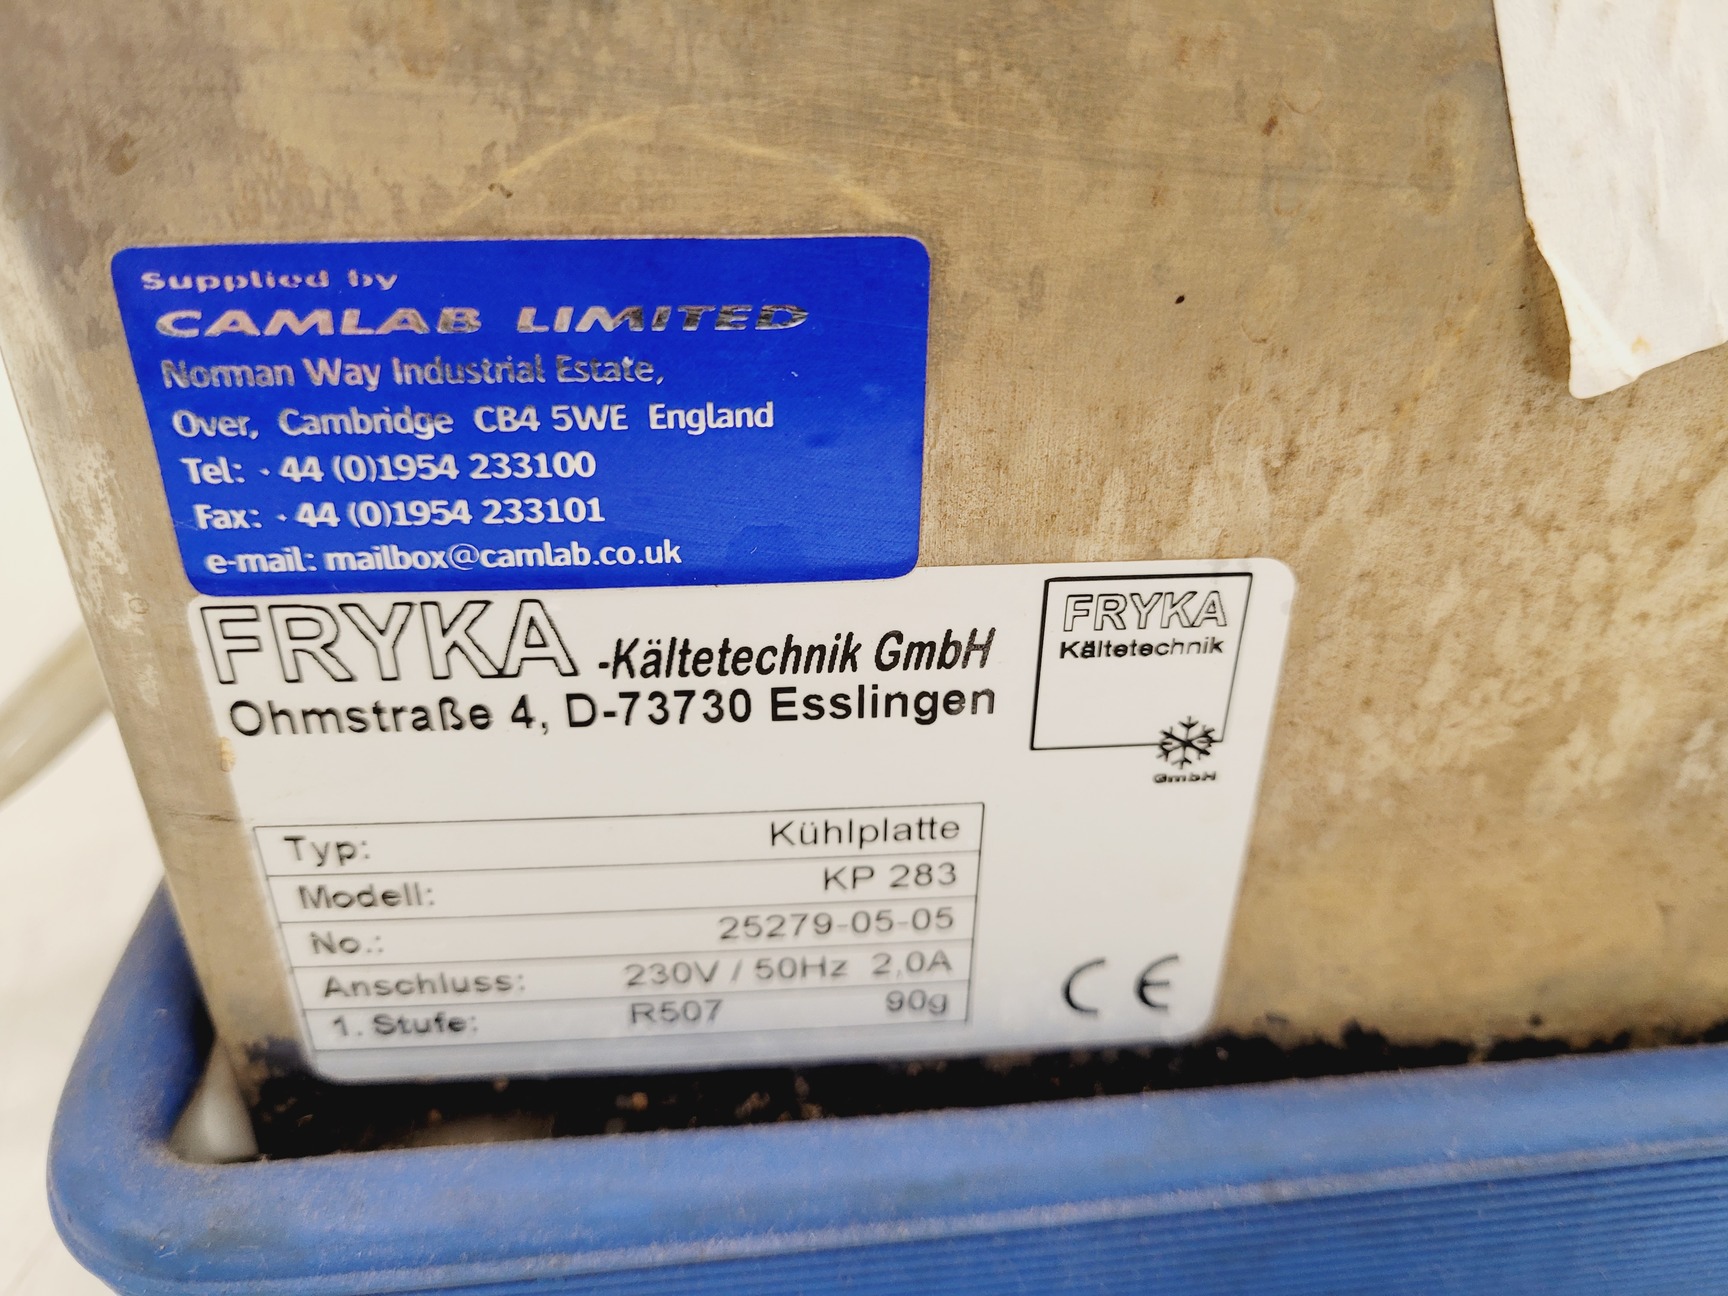 Supplied by
CAMLAB LIMITED
Norman Way Industrial Estate,
Over, Cambridge CB4 5WE England
Tel: · 44 (0)1954 233100
Fax: · 44 (0)1954 233101
e-mail: mailbox@camlab.co.uk
FRYKA -Kältetechnik GmbH
Ohmstraße 4, D-73730 Esslingen
FRYKA
Kältetechnik
GmbH
Typ: Kühlplatte
Modell: KP 283
No.: 25279-05-05
Anschluss: 230V / 50Hz 2,0A
1. Stufe: R507 90g
CE